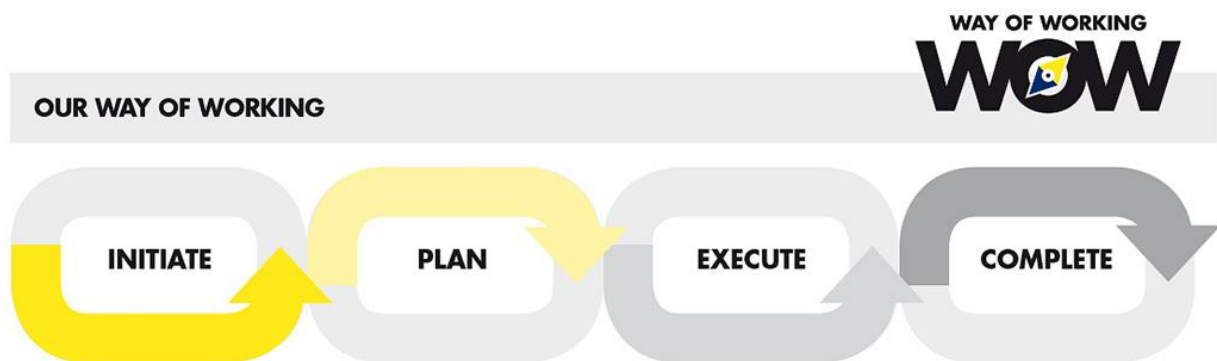 WAY OF WORKING
WOW
OUR WAY OF WORKING
INITIATE
PLAN
EXECUTE
COMPLETE